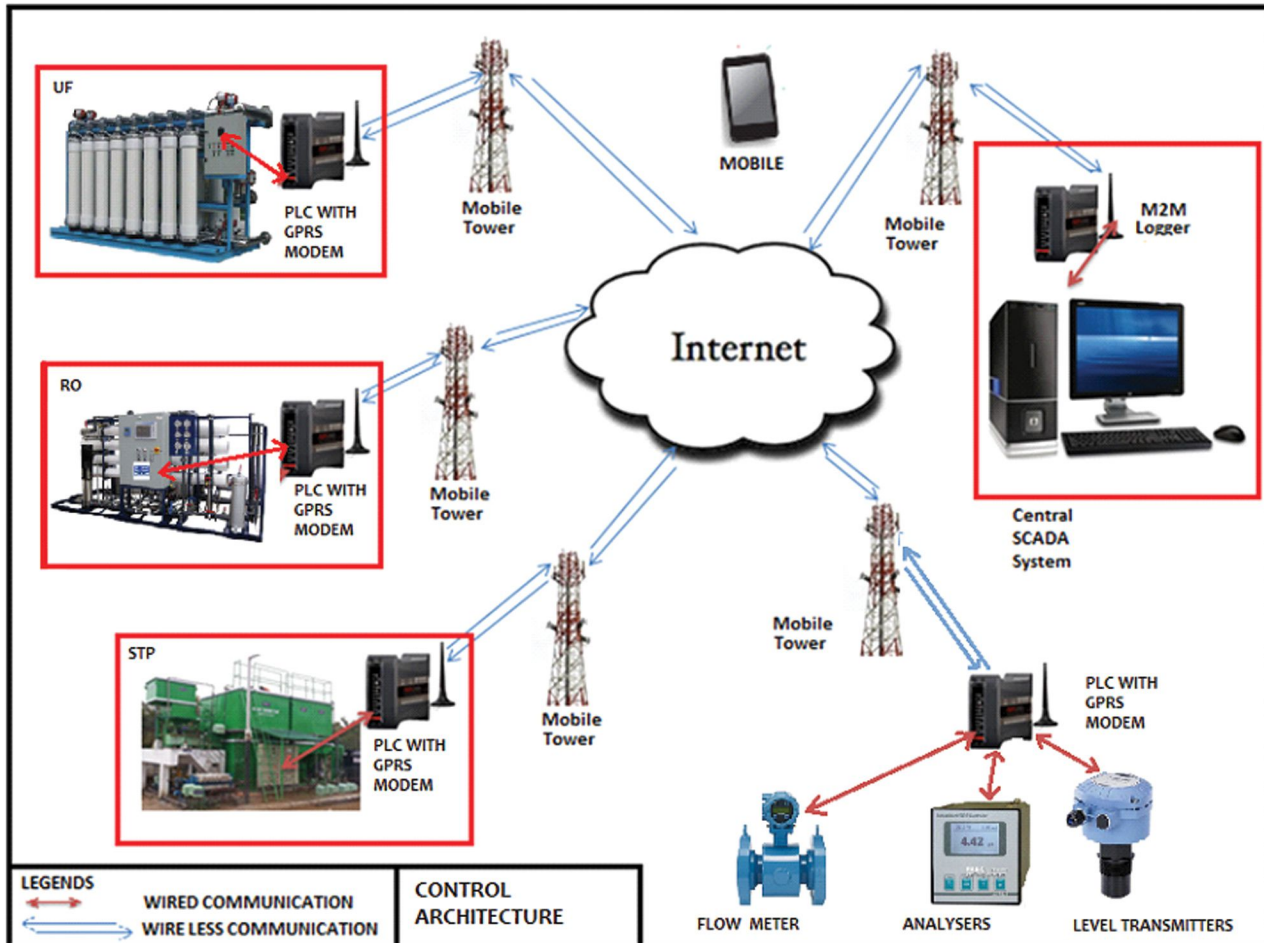 UF
PLC WITH
GPRS
MODEM
Mobile
Tower
MOBILE
Mobile
Tower
M2M
Logger
Internet
RO
PLC WITH
GPRS
MODEM
Mobile
Tower
Central
SCADA
System
STP
PLC WITH
GPRS
MODEM
Mobile
Tower
Mobile
Tower
PLC WITH
GPRS
MODEM
4.42
FLOW METER
ANALYSERS
LEVEL TRANSMITTERS
LEGENDS
WIRED COMMUNICATION
WIRE LESS COMMUNICATION
CONTROL
ARCHITECTURE